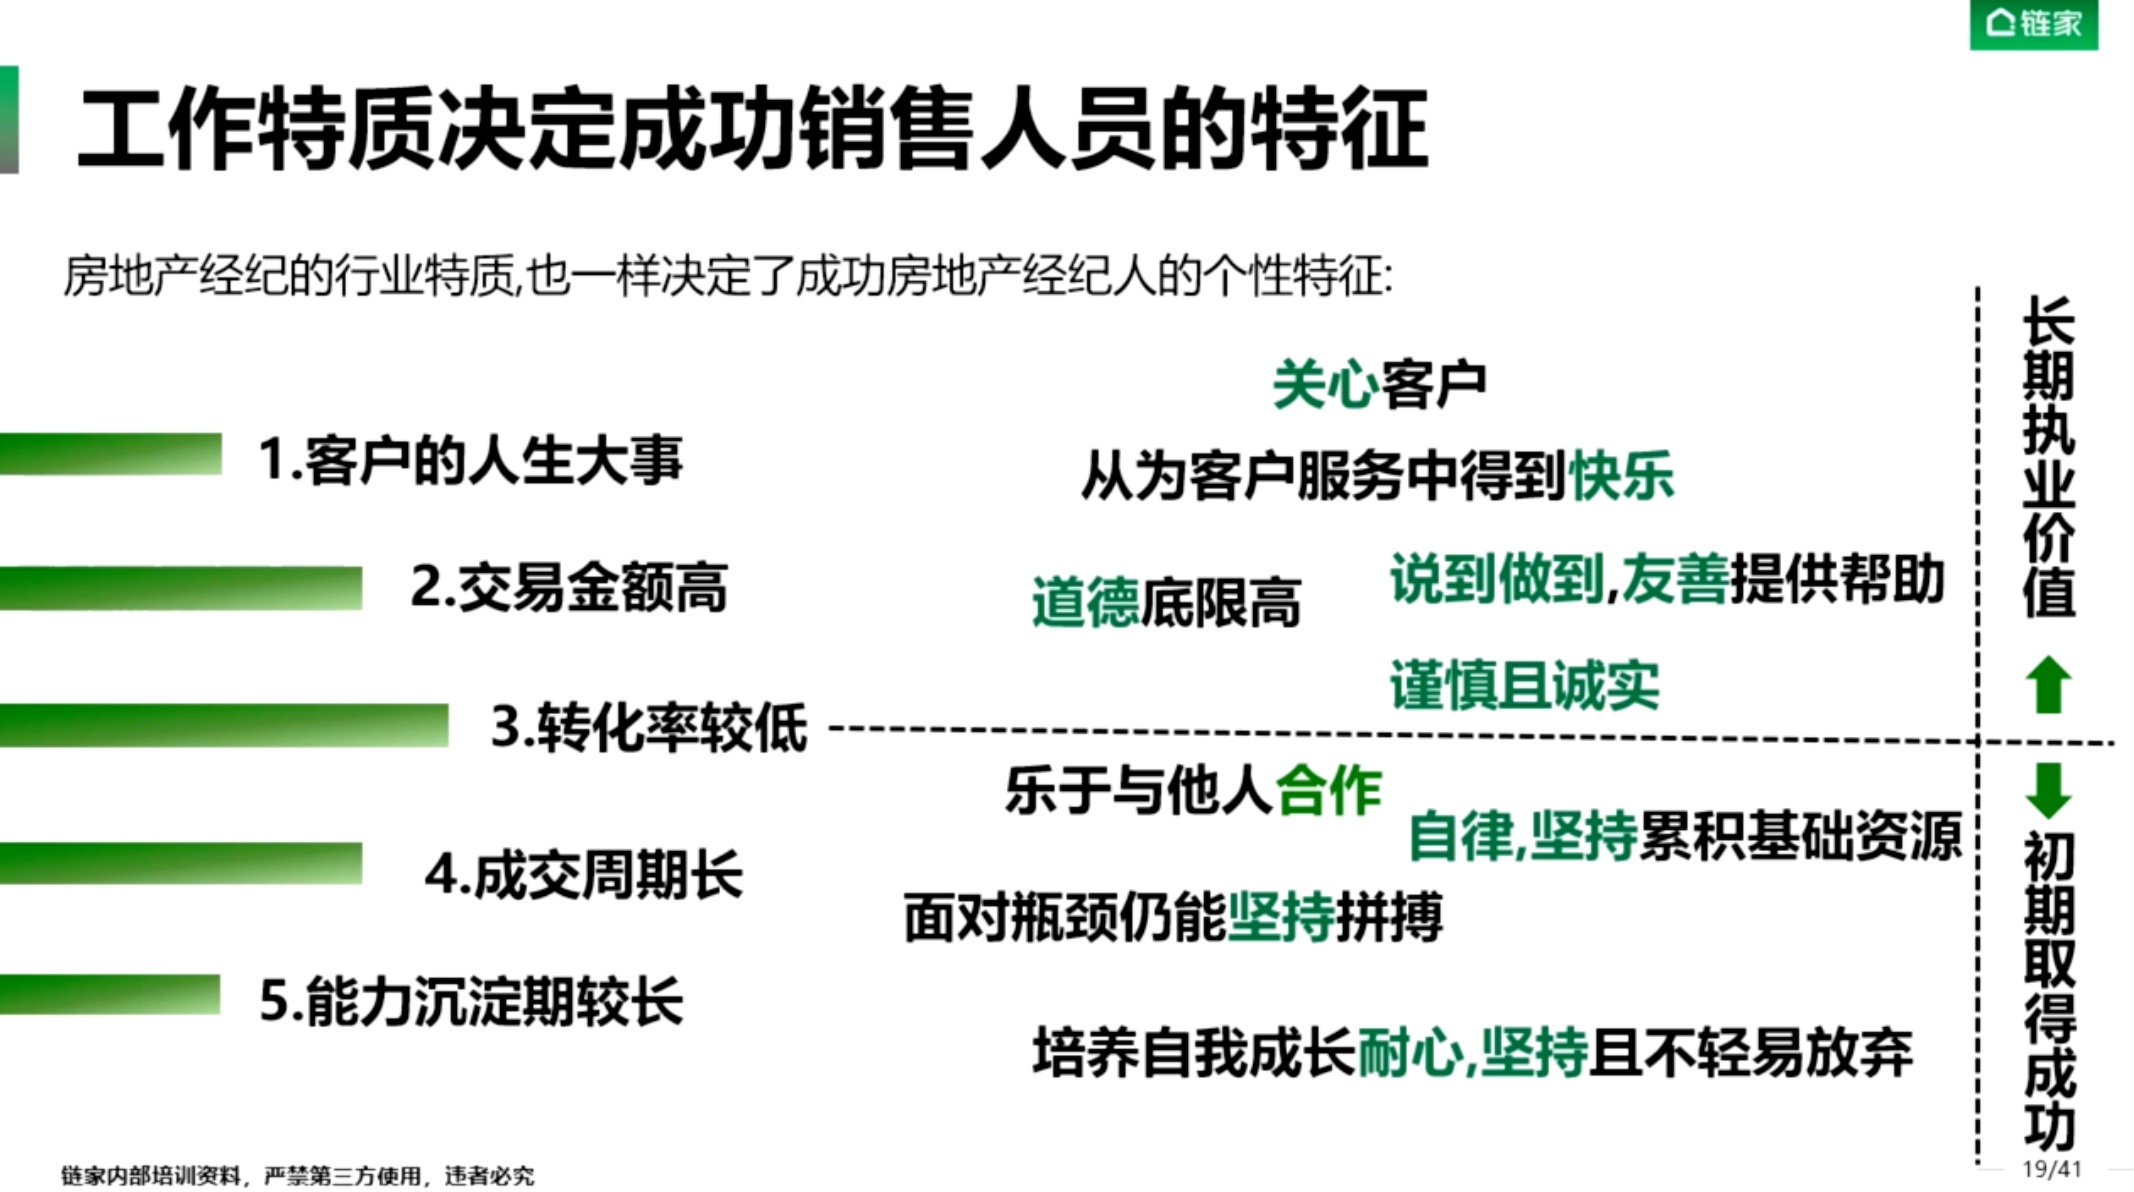 链家
工作特质决定成功销售人员的特征
房地产经纪的行业特质,也一样决定了成功房地产经纪人的个性特征:
1.客户的人生大事
2.交易金额高
3.转化率较低
4.成交周期长
5.能力沉淀期较长
关心客户
从为客户服务中得到快乐
道德底限高
说到做到,友善提供帮助
谨慎且诚实
乐于与他人合作
自律,坚持累积基础资源
面对瓶颈仍能坚持拼搏
培养自我成长耐心,坚持且不轻易放弃
长期执业价值
初期取得成功
链家内部培训资料，严禁第三方使用，违者必究
19/41